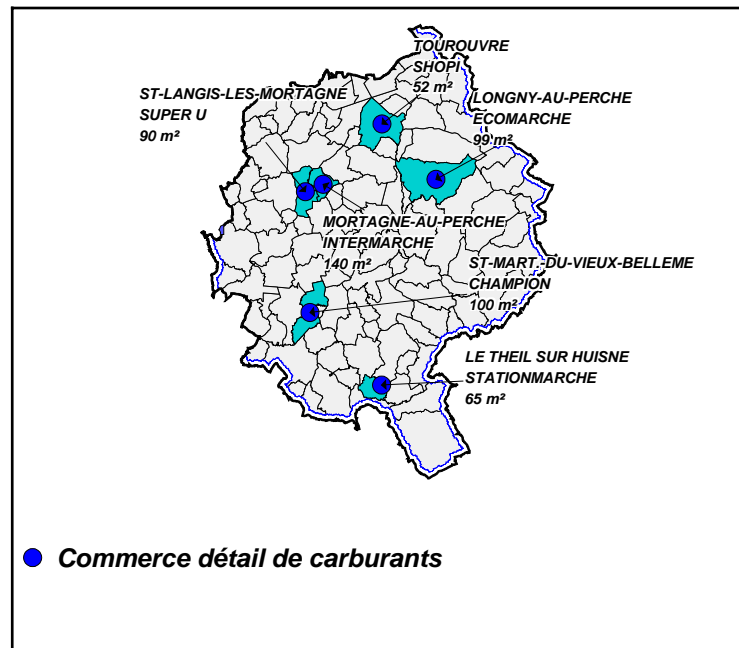 TOUROUVRE
SHOPI
52 m²
ST-LANGIS-LES-MORTAGNE
SUPER U
90 m²
LONGNY-AU-PERCHE
ECOMARCHE
99 m²
MORTAGNE-AU-PERCHE
INTERMARCHE
140 m²
ST-MART.-DU-VIEUX-BELLEME
CHAMPION
100 m²
LE THEIL SUR HUISNE
STATIONMARCHE
65 m²
Commerce détail de carburants